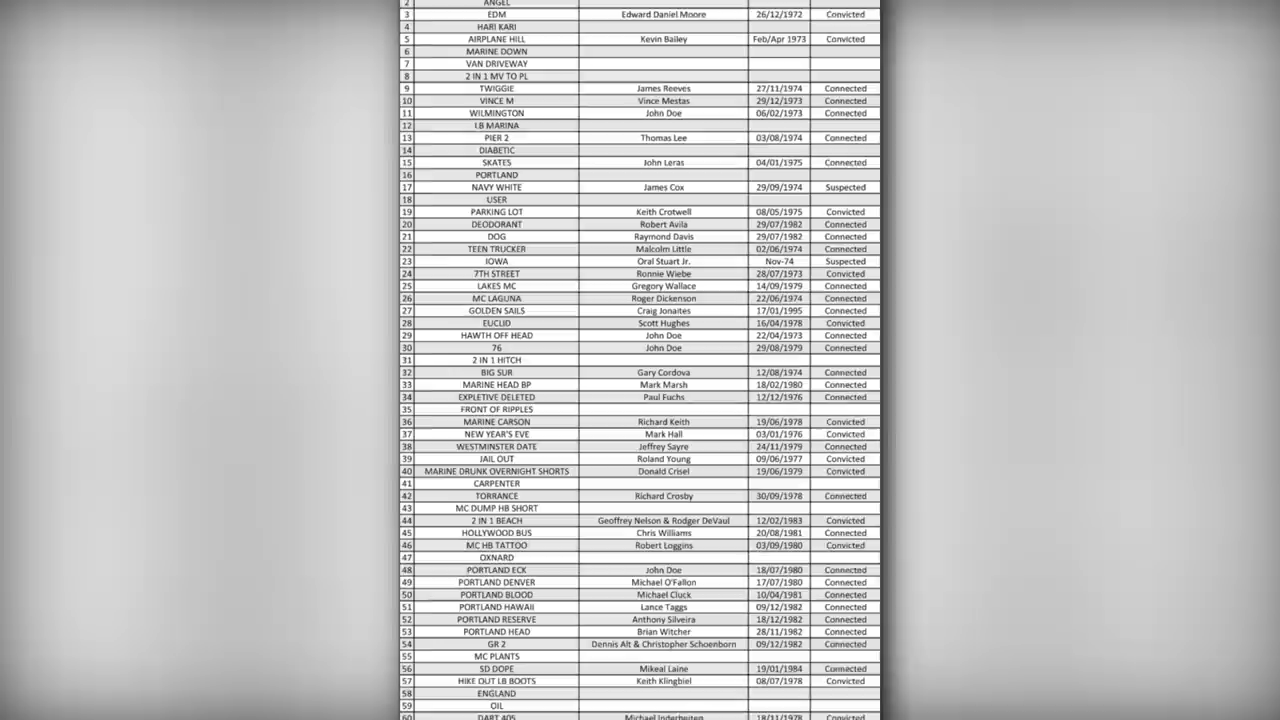 2 ANGEL
3 EDM Edward Daniel Moore 26/12/1972 Convicted
4 HARI KARI
5 AIRPLANE HILL Kevin Bailey Feb/Apr 1973 Convicted
6 MARINE DOWN
7 VAN DRIVEWAY
8 2 IN 1 MV TO PL
9 TWIGGIE James Reeves 27/11/1974 Connected
10 VINCE M Vince Mestas 29/12/1973 Connected
11 WILMINGTON John Doe 06/02/1973 Connected
12 LB MARINA
13 PIER 2 Thomas Lee 03/08/1974 Connected
14 DIABETIC
15 SKATES John Leras 04/01/1975 Connected
16 PORTLAND
17 NAVY WHITE James Cox 29/09/1974 Suspected
18 USER
19 PARKING LOT Keith Crotwell 08/05/1975 Convicted
20 DEODORANT Robert Avila 29/07/1982 Connected
21 DOG Raymond Davis 29/07/1982 Connected
22 TEEN TRUCKER Malcolm Little 02/06/1974 Connected
23 IOWA Oral Stuart Jr. Nov-74 Suspected
24 7TH STREET Ronnie Wiebe 28/07/1973 Convicted
25 LAKES MC Gregory Wallace 14/09/1979 Connected
26 MC LAGUNA Roger Dickenson 22/06/1974 Connected
27 GOLDEN SAILS Craig Jonaites 17/01/1995 Connected
28 EUCLID Scott Hughes 16/04/1978 Convicted
29 HAWTH OFF HEAD John Doe 22/04/1973 Connected
30 76 John Doe 29/08/1979 Connected
31 2 IN 1 HITCH
32 BIG SUR Gary Cordova 12/08/1974 Connected
33 MARINE HEAD BP Mark Marsh 18/02/1980 Connected
34 EXPLETIVE DELETED Paul Fuchs 12/12/1976 Connected
35 FRONT OF RIPPLES
36 MARINE CARSON Richard Keith 19/06/1978 Convicted
37 NEW YEAR'S EVE Mark Hall 03/01/1976 Convicted
38 WESTMINSTER DATE Jeffrey Sayre 24/11/1979 Connected
39 JAIL OUT Roland Young 09/06/1977 Convicted
40 MARINE DRUNK OVERNIGHT SHORTS Donald Crisel 19/06/1979 Convicted
41 CARPENTER
42 TORRANCE Richard Crosby 30/09/1978 Connected
43 MC DUMP HB SHORT
44 2 IN 1 BEACH Geoffrey Nelson & Rodger DeVaul 12/02/1983 Convicted
45 HOLLYWOOD BUS Chris Williams 20/08/1981 Connected
46 MC HB TATTOO Robert Loggins 03/09/1980 Convicted
47 OXNARD
48 PORTLAND ECK John Doe 18/07/1980 Connected
49 PORTLAND DENVER Michael O'Fallon 17/07/1980 Connected
50 PORTLAND BLOOD Michael Cluck 10/04/1981 Connected
51 PORTLAND HAWAII Lance Taggs 09/12/1982 Connected
52 PORTLAND RESERVE Anthony Silveira 18/12/1982 Connected
53 PORTLAND HEAD Brian Witcher 28/11/1982 Connected
54 GR 2 Dennis Alt & Christopher Schoenborn 09/12/1982 Connected
55 MC PLANTS
56 SD DOPE Mikeal Laine 19/01/1984 Connected
57 HIKE OUT LB BOOTS Keith Klingbiel 08/07/1978 Convicted
58 ENGLAND
59 OIL
60 DART 405 Michael Inderbeiten 18/11/1978 Connected